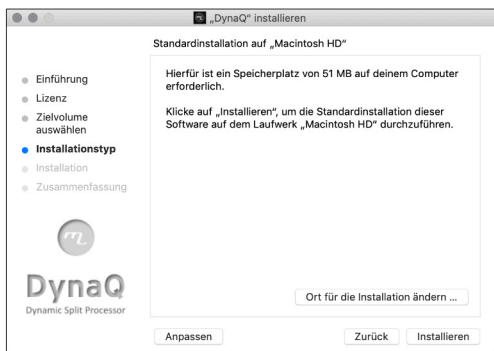 „DynaQ“ installieren
Standardinstallation auf „Macintosh HD“
Einführung
Lizenz
Zielvolume
auswählen
Installationstyp
Installation
Zusammenfassung
Hierfür ist ein Speicherplatz von 51 MB auf deinem Computer
erforderlich.
Klicke auf „Installieren“, um die Standardinstallation dieser
Software auf dem Laufwerk „Macintosh HD“ durchzuführen.
DynaQ
Dynamic Split Processor
Ort für die Installation ändern ...
Anpassen
Zurück
Installieren